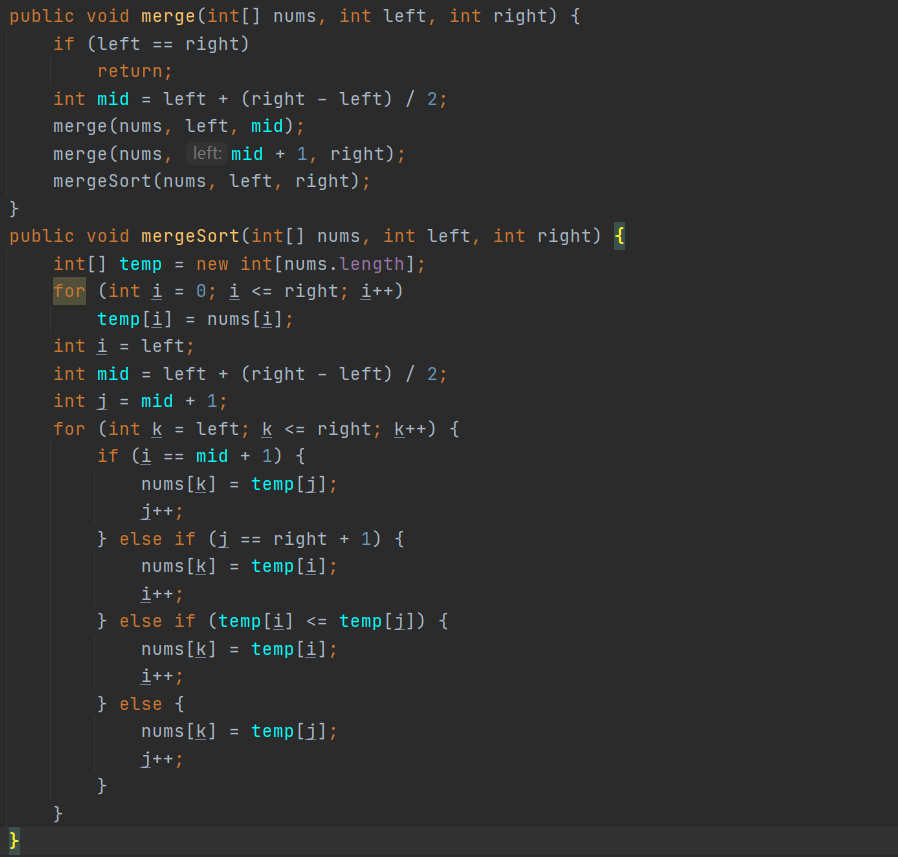 public void merge(int[] nums, int left, int right) {
    if (left == right)
        return;
    int mid = left + (right - left) / 2;
    merge(nums, left, mid);
    merge(nums, left: mid + 1, right);
    mergeSort(nums, left, right);
}
public void mergeSort(int[] nums, int left, int right) {
    int[] temp = new int[nums.length];
    for (int i = 0; i <= right; i++)
        temp[i] = nums[i];
    int i = left;
    int mid = left + (right - left) / 2;
    int j = mid + 1;
    for (int k = left; k <= right; k++) {
        if (i == mid + 1) {
            nums[k] = temp[j];
            j++;
        } else if (j == right + 1) {
            nums[k] = temp[i];
            i++;
        } else if (temp[i] <= temp[j]) {
            nums[k] = temp[i];
            i++;
        } else {
            nums[k] = temp[j];
            j++;
        }
    }
}